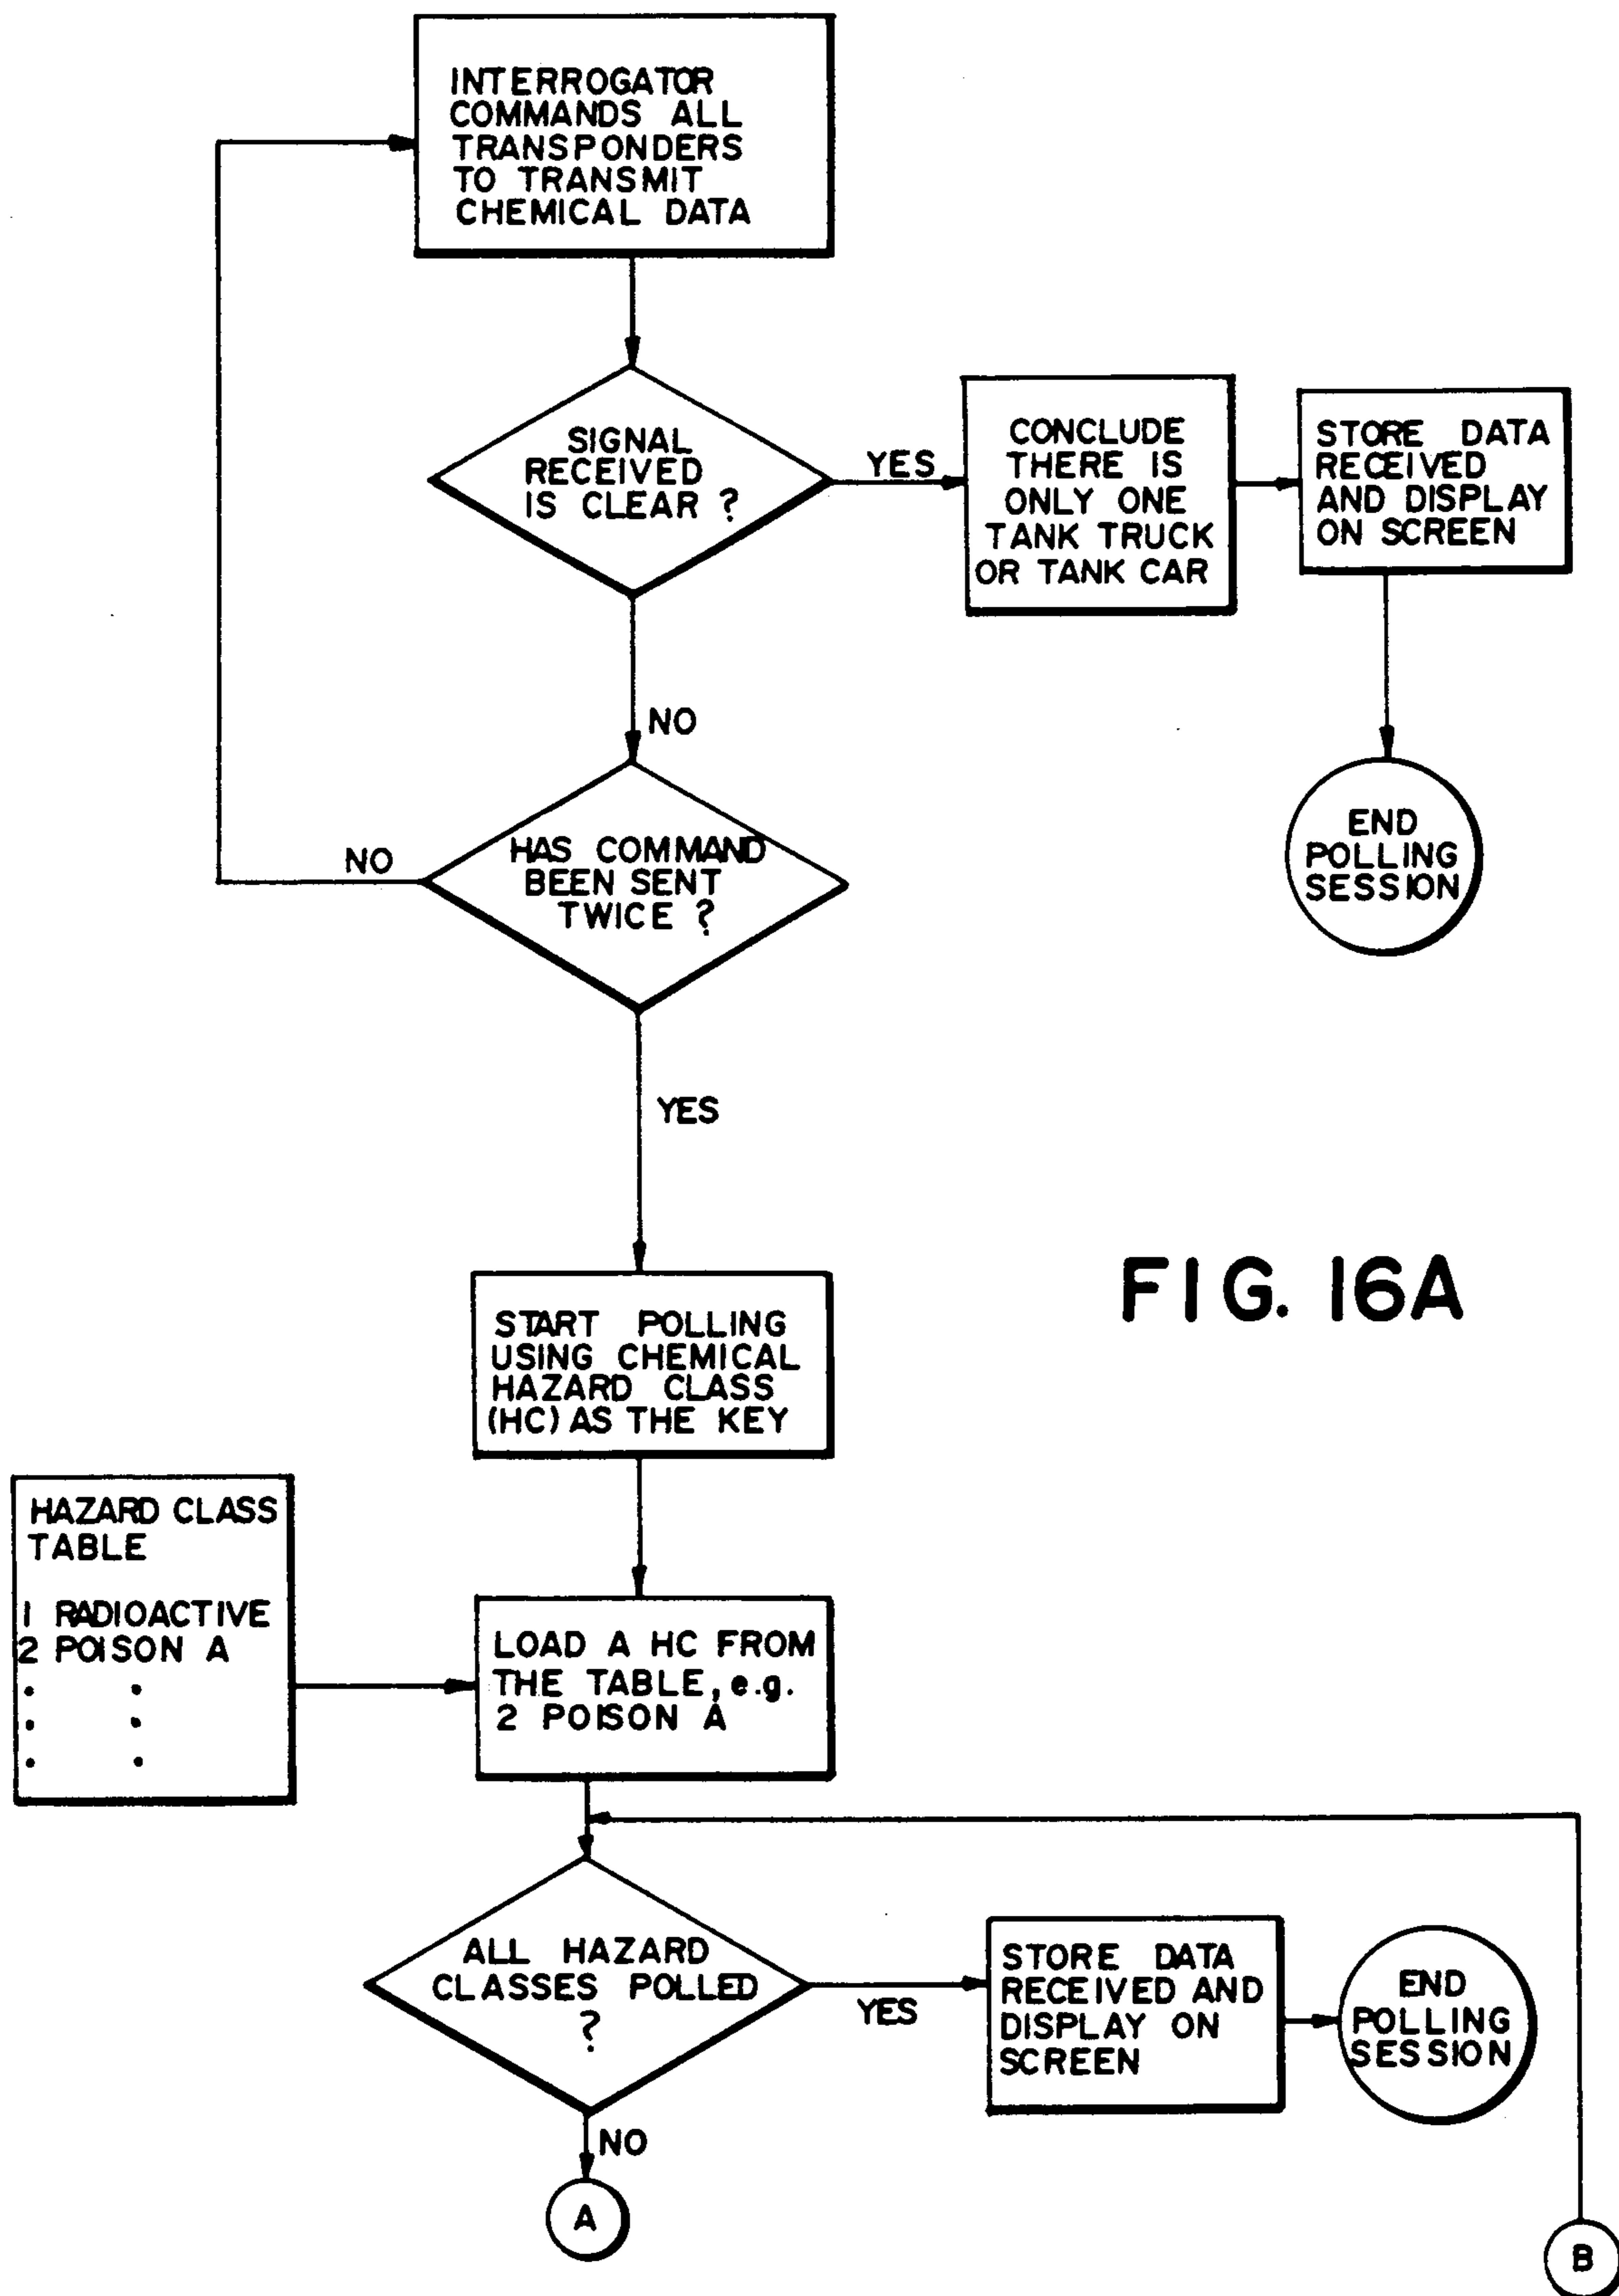 INTERROGATOR
COMMANDS ALL
TRANSPONDERS
TO TRANSMIT
CHEMICAL DATA
SIGNAL
RECEIVED
IS CLEAR ?
YES
CONCLUDE
THERE IS
ONLY ONE
TANK TRUCK
OR TANK CAR
STORE DATA
RECEIVED
AND DISPLAY
ON SCREEN
NO
END
POLLING
SESSION
HAS COMMAND
BEEN SENT
TWICE ?
NO
YES
FIG. 16A
START POLLING
USING CHEMICAL
HAZARD CLASS
(HC) AS THE KEY
HAZARD CLASS
TABLE
1 RADIOACTIVE
2 POISON A
. .
. .
. .
LOAD A HC FROM
THE TABLE, e.g.
2 POISON A
ALL HAZARD
CLASSES POLLED
?
YES
STORE DATA
RECEIVED AND
DISPLAY ON
SCREEN
END
POLLING
SESSION
NO
A
B